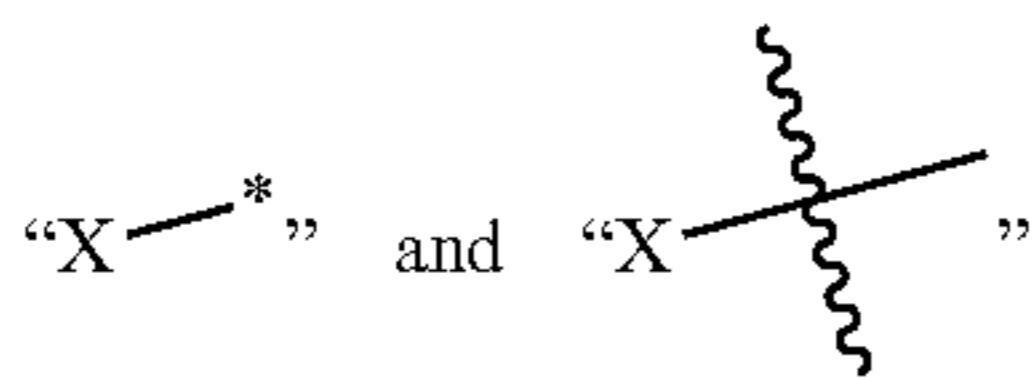 “X * ” and “X ”